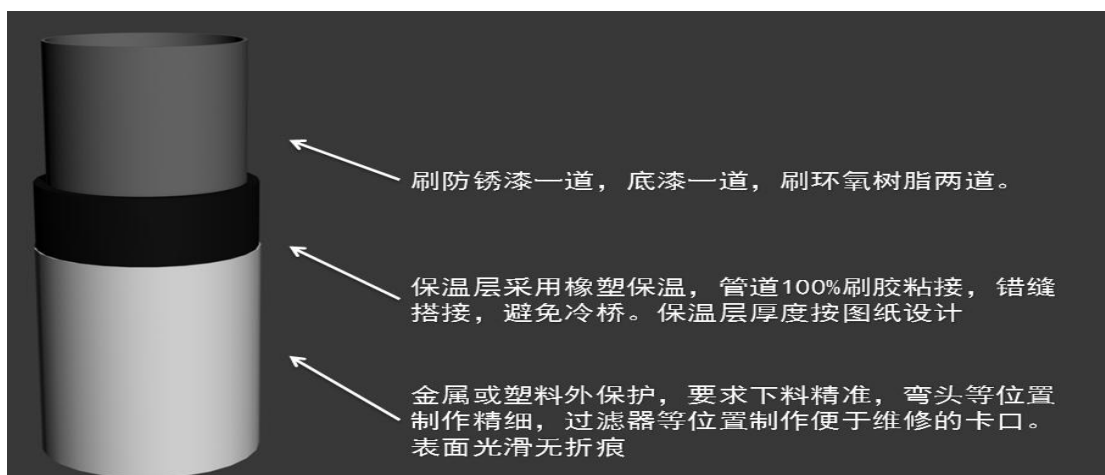 刷防锈漆一道，底漆一道，刷环氧树脂两道。
保温层采用橡塑保温，管道100%刷胶粘接，错缝
搭接，避免冷桥。保温层厚度按图纸设计
金属或塑料外保护，要求下料精准，弯头等位置
制作精细，过滤器等位置制作便于维修的卡口。
表面光滑无折痕